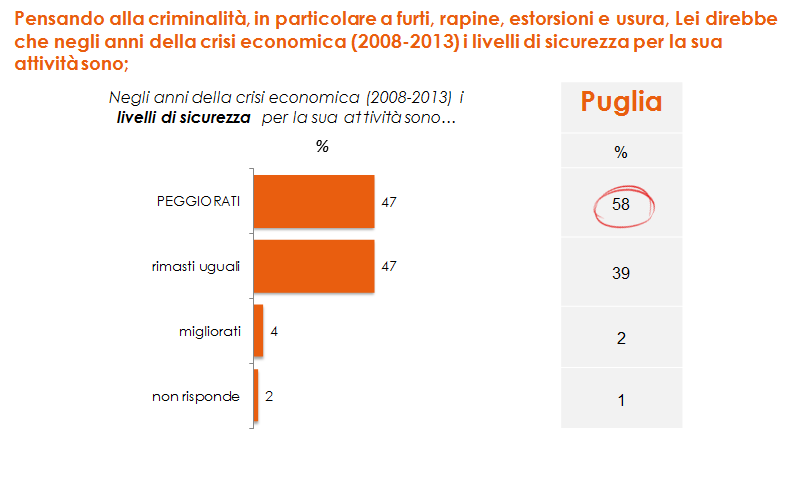 Pensando alla criminalità, in particolare a furti, rapine, estorsioni e usura, Lei direbbe
che negli anni della crisi economica (2008-2013) i livelli di sicurezza per la sua
attività sono;
Negli anni della crisi economica (2008-2013) i
livelli di sicurezza per la sua attività sono…
%
PEGGIORATI 47
rimasti uguali 47
migliorati 4
non risponde 2
Puglia
%
58
39
2
1